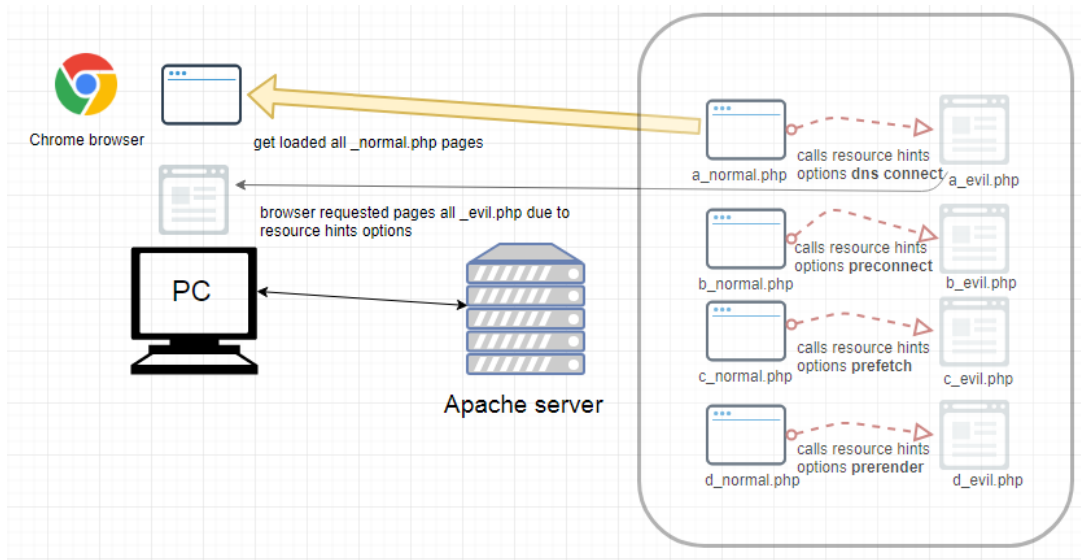 Chrome browser
get loaded all _normal.php pages
browser requested pages all _evil.php due to
resource hints options
PC
Apache server
a_normal.php
calls resource hints
options dns connect
a_evil.php
b_normal.php
calls resource hints
options preconnect
b_evil.php
c_normal.php
calls resource hints
options prefetch
c_evil.php
d_normal.php
calls resource hints
options prerender
d_evil.php